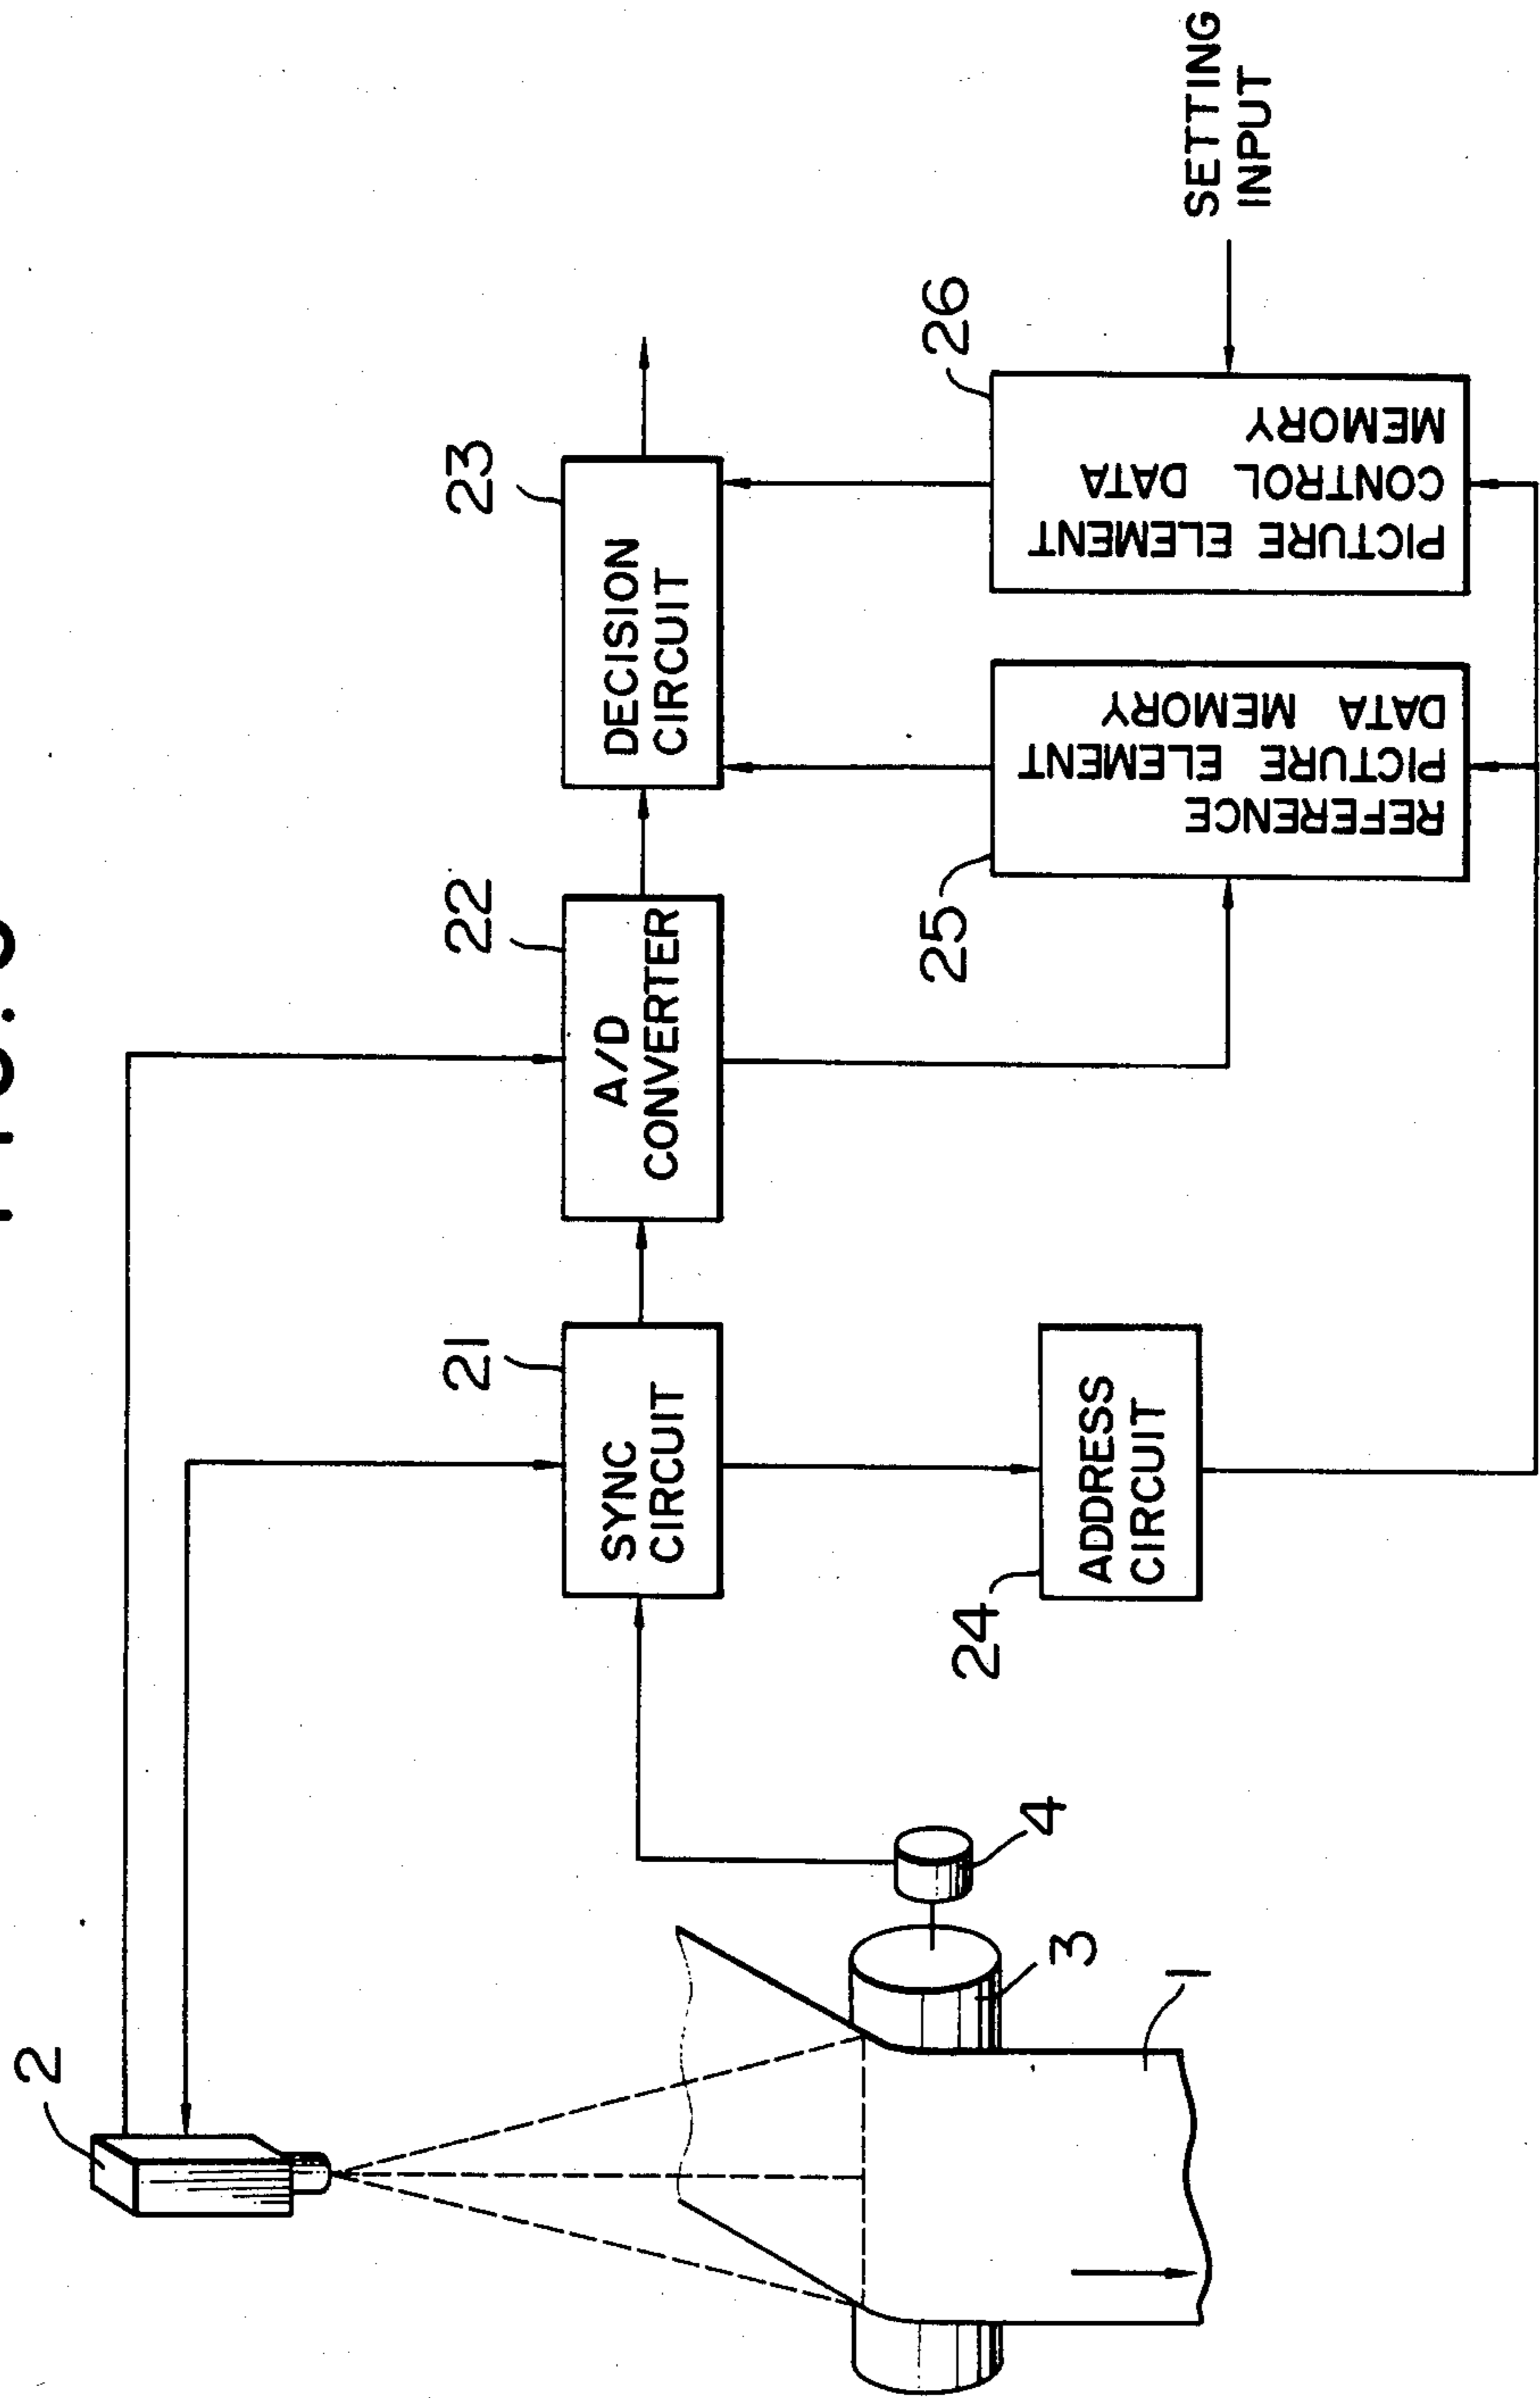 2
21
SYNC
CIRCUIT
22
A/D
CONVERTER
23
DECISION
CIRCUIT
24
ADDRESS
CIRCUIT
25
REFERENCE
PICTURE ELEMENT
DATA MEMORY
26
PICTURE ELEMENT
CONTROL DATA
MEMORY
SETTING
INPUT
4
3
1